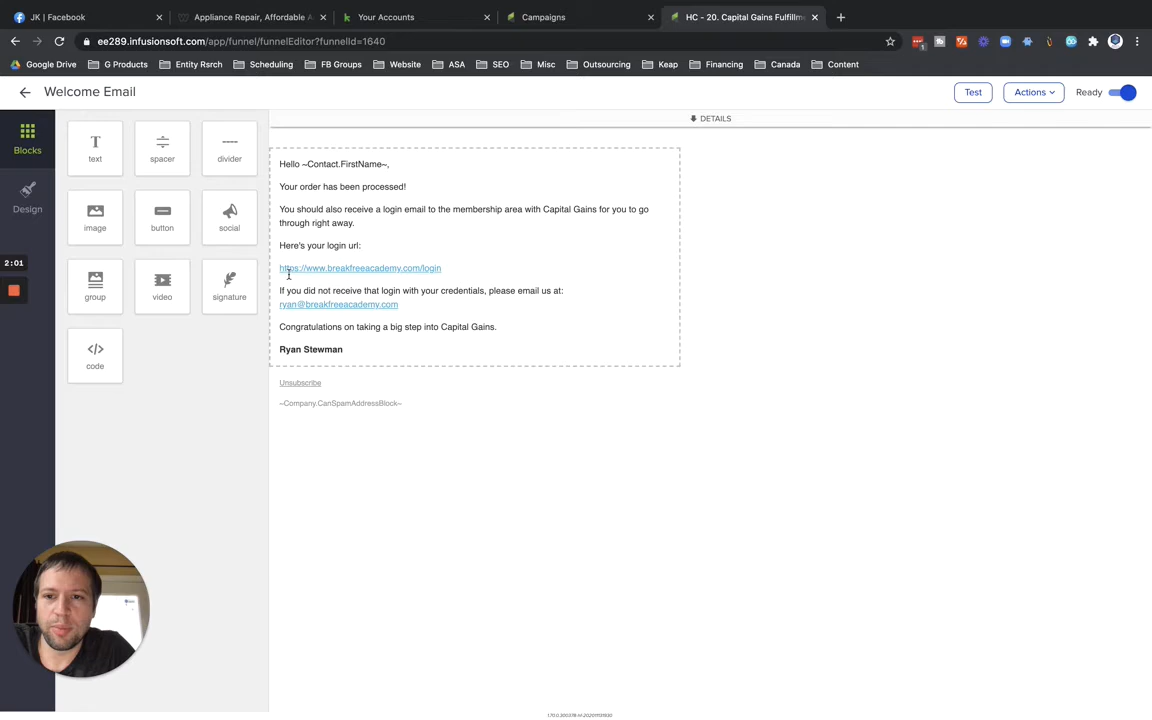 JK | Facebook
Appliance Repair, Affordable A
Your Accounts
Campaigns
HC - 20. Capital Gains Fulfillme
ee289.infusionsoft.com/app/funnel/funnelEditor?funnelId=1640
1
Google Drive
G Products
Entity Rsrch
Scheduling
FB Groups
Website
ASA
SEO
Misc
Outsourcing
Keap
Financing
Canada
Content
Welcome Email
Test
Actions
Ready
DETAILS
Blocks
Design
T
text
spacer
divider
image
button
social
group
video
signature
</>
code
2:01
Hello ~Contact.FirstName~,
Your order has been processed!
You should also receive a login email to the membership area with Capital Gains for you to go
through right away.
Here's your login url:
https://www.breakfreeacademy.com/login
If you did not receive that login with your credentials, please email us at:
ryan@breakfreeacademy.com
Congratulations on taking a big step into Capital Gains.
Ryan Stewman
Unsubscribe
~Company.CanSpamAddressBlock~